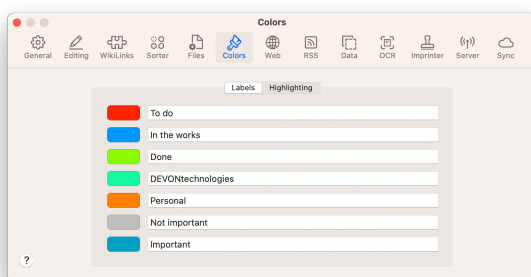 Colors
General Editing WikiLinks Sorter Files Colors Web RSS Data OCR Imprinter Server Sync
Labels Highlighting
To do
In the works
Done
DEVONtechnologies
Personal
Not important
Important
?